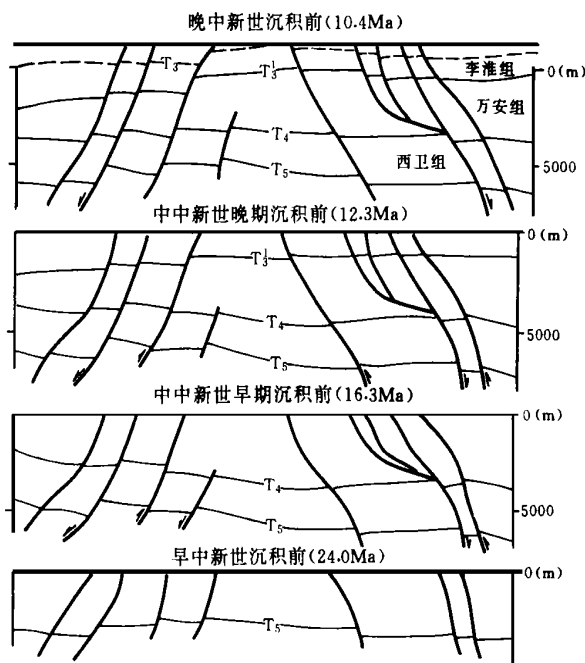 晚中新世沉积前(10.4Ma)
T₃ T₃¹ 李淮组 0(m)
万安组
T₄
西卫组
T₅ 5000
中中新世晚期沉积前(12.3Ma)
0(m)
T₃¹
T₄
5000
T₅
中中新世早期沉积前(16.3Ma)
0(m)
T₄
5000
T₅
早中新世沉积前(24.0Ma)
0(m)
T₅